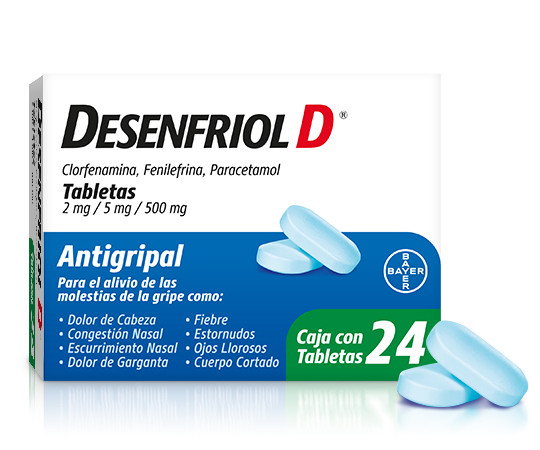 DESENFRIOL D®
Clorfenamina, Fenilefrina, Paracetamol
Tabletas
2 mg / 5 mg / 500 mg
Antigripal
Para el alivio de las
molestias de la gripe como:
• Dolor de Cabeza
• Congestión Nasal
• Escurrimiento Nasal
• Dolor de Garganta
• Fiebre
• Estornudos
• Ojos Llorosos
• Cuerpo Cortado
BAYER
BAYER
Caja con
Tabletas 24
DESENFRIOL D